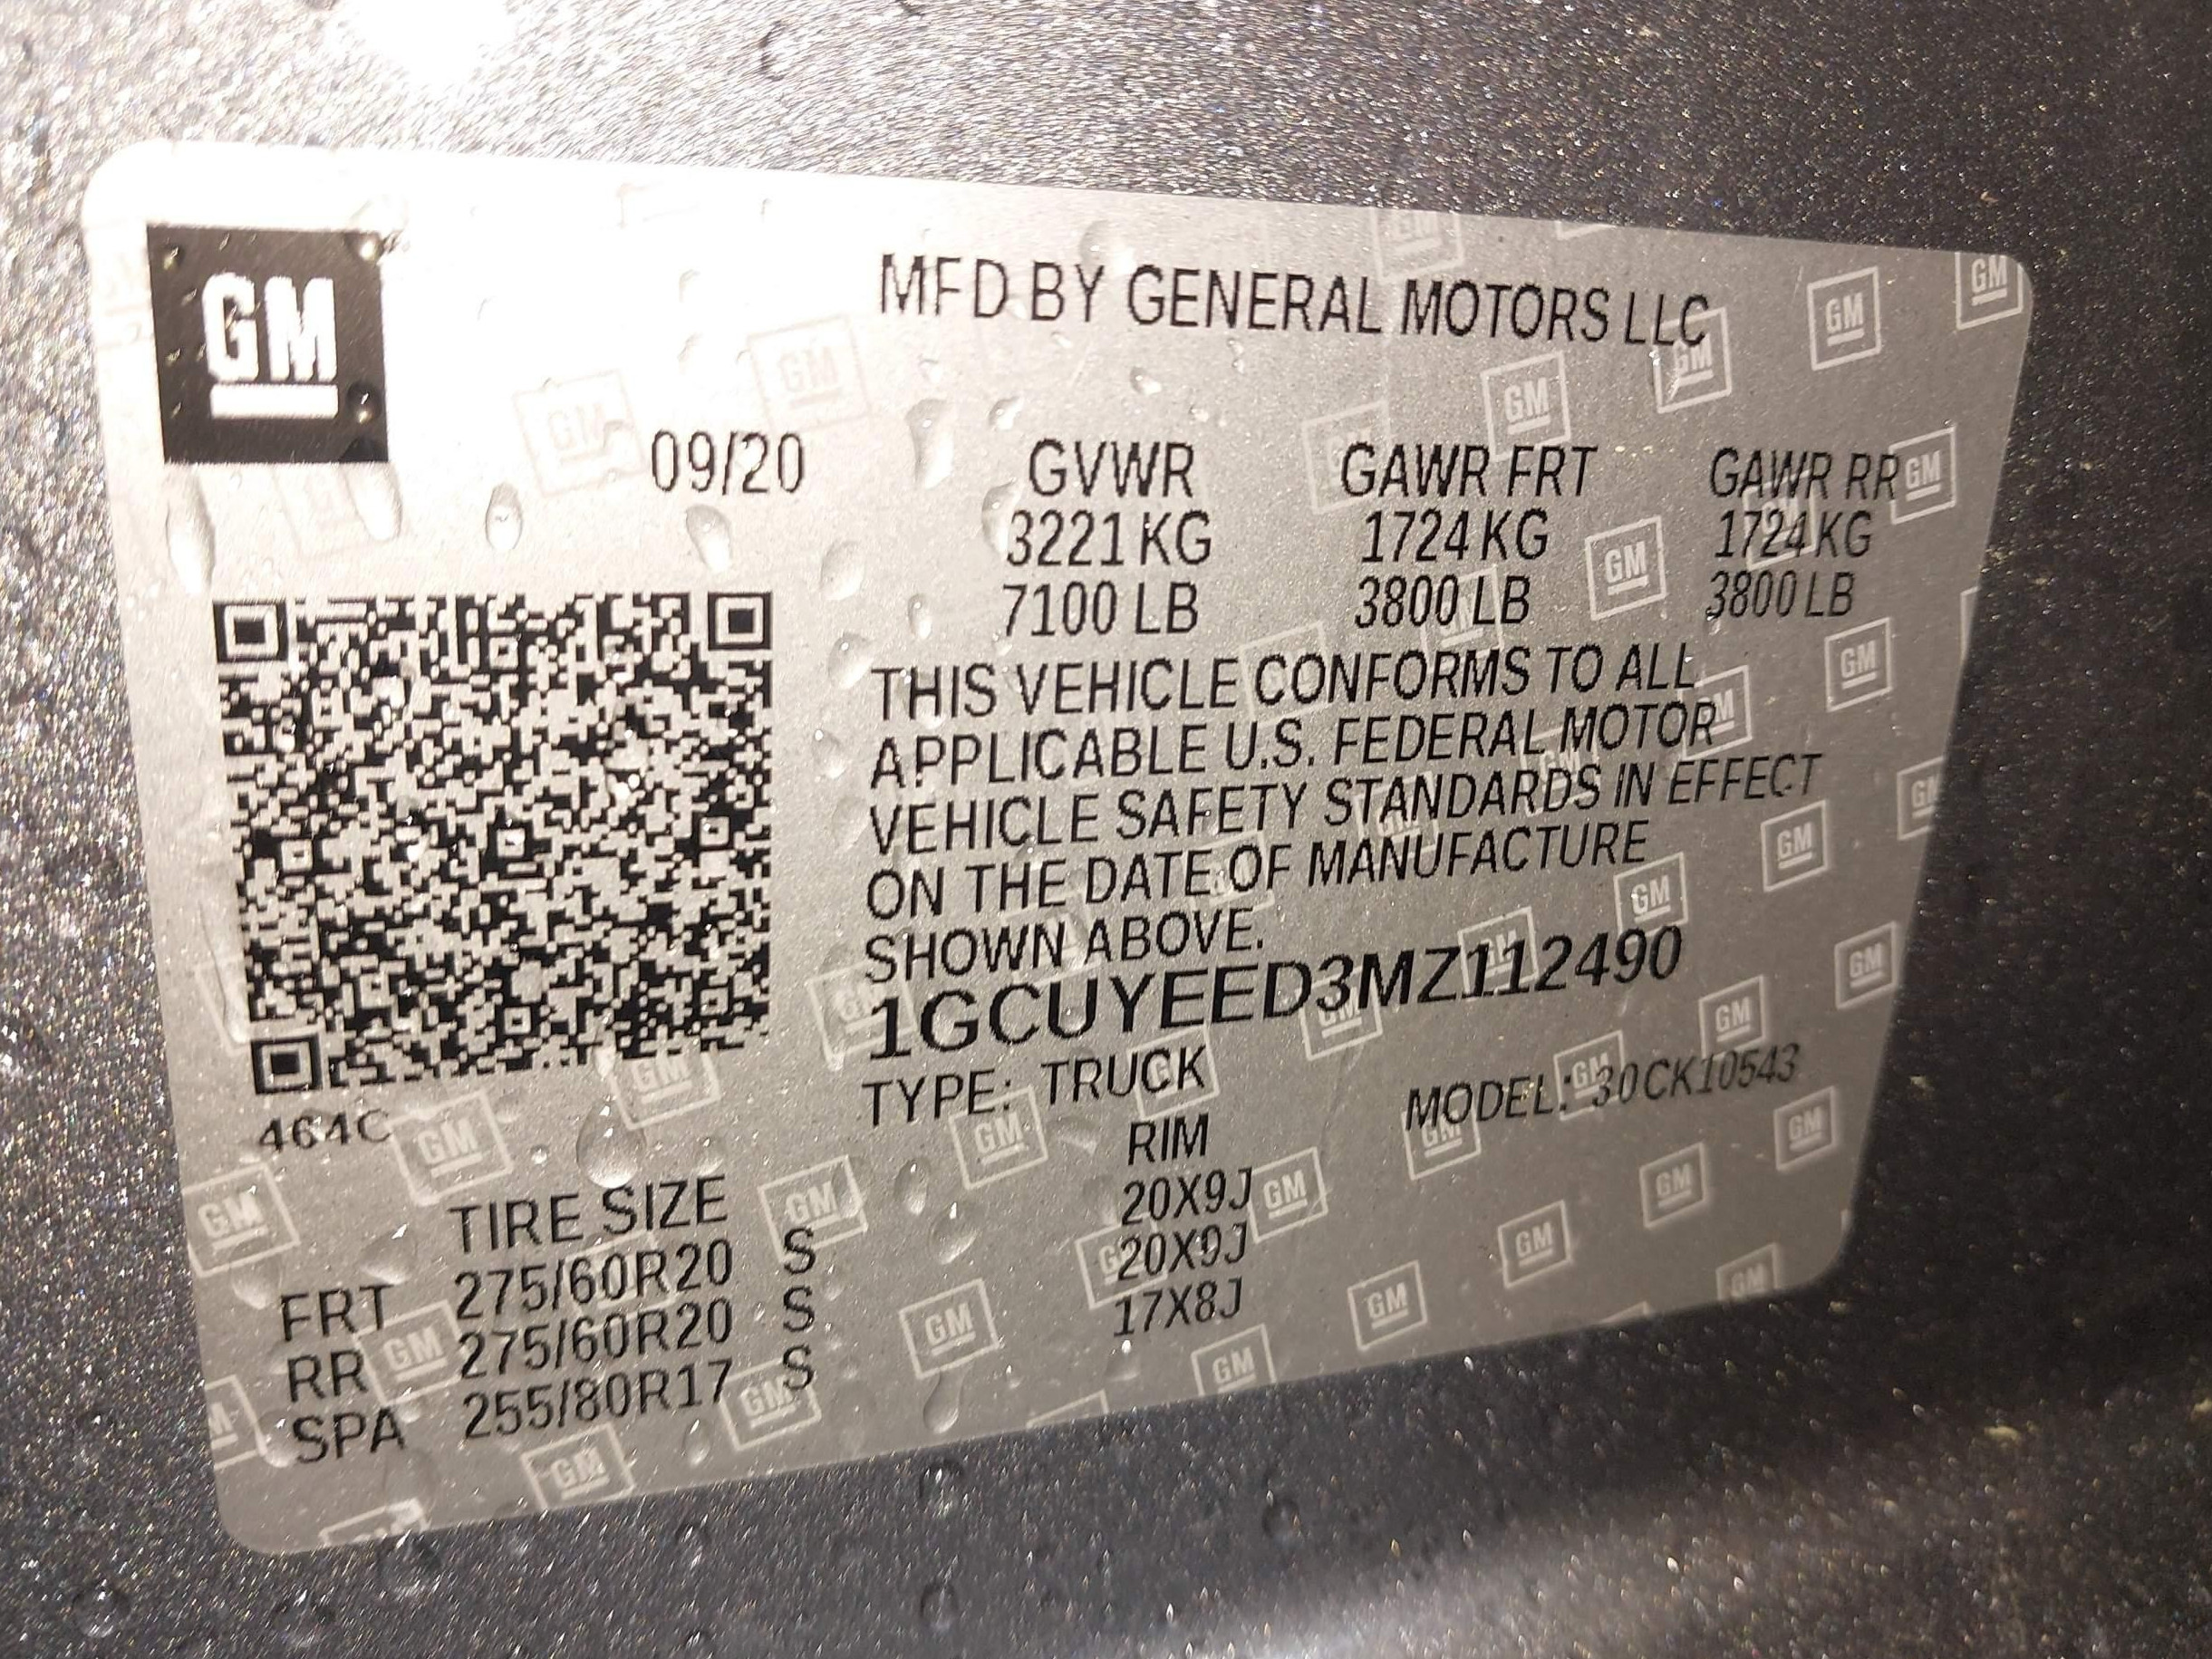 GM
MFD BY GENERAL MOTORS LLC
09/20 GVWR GAWR FRT GAWR RR
3221 KG 1724 KG 1724 KG
7100 LB 3800 LB 3800 LB
THIS VEHICLE CONFORMS TO ALL
APPLICABLE U.S. FEDERAL MOTOR
VEHICLE SAFETY STANDARDS IN EFFECT
ON THE DATE OF MANUFACTURE
SHOWN ABOVE.
1GCUYEED3MZ112490
TYPE: TRUCK MODEL: 30CK10543
464C
TIRE SIZE RIM
FRT 275/60R20 S 20X9J
RR 275/60R20 S 20X9J
SPA 255/80R17 S 17X8J